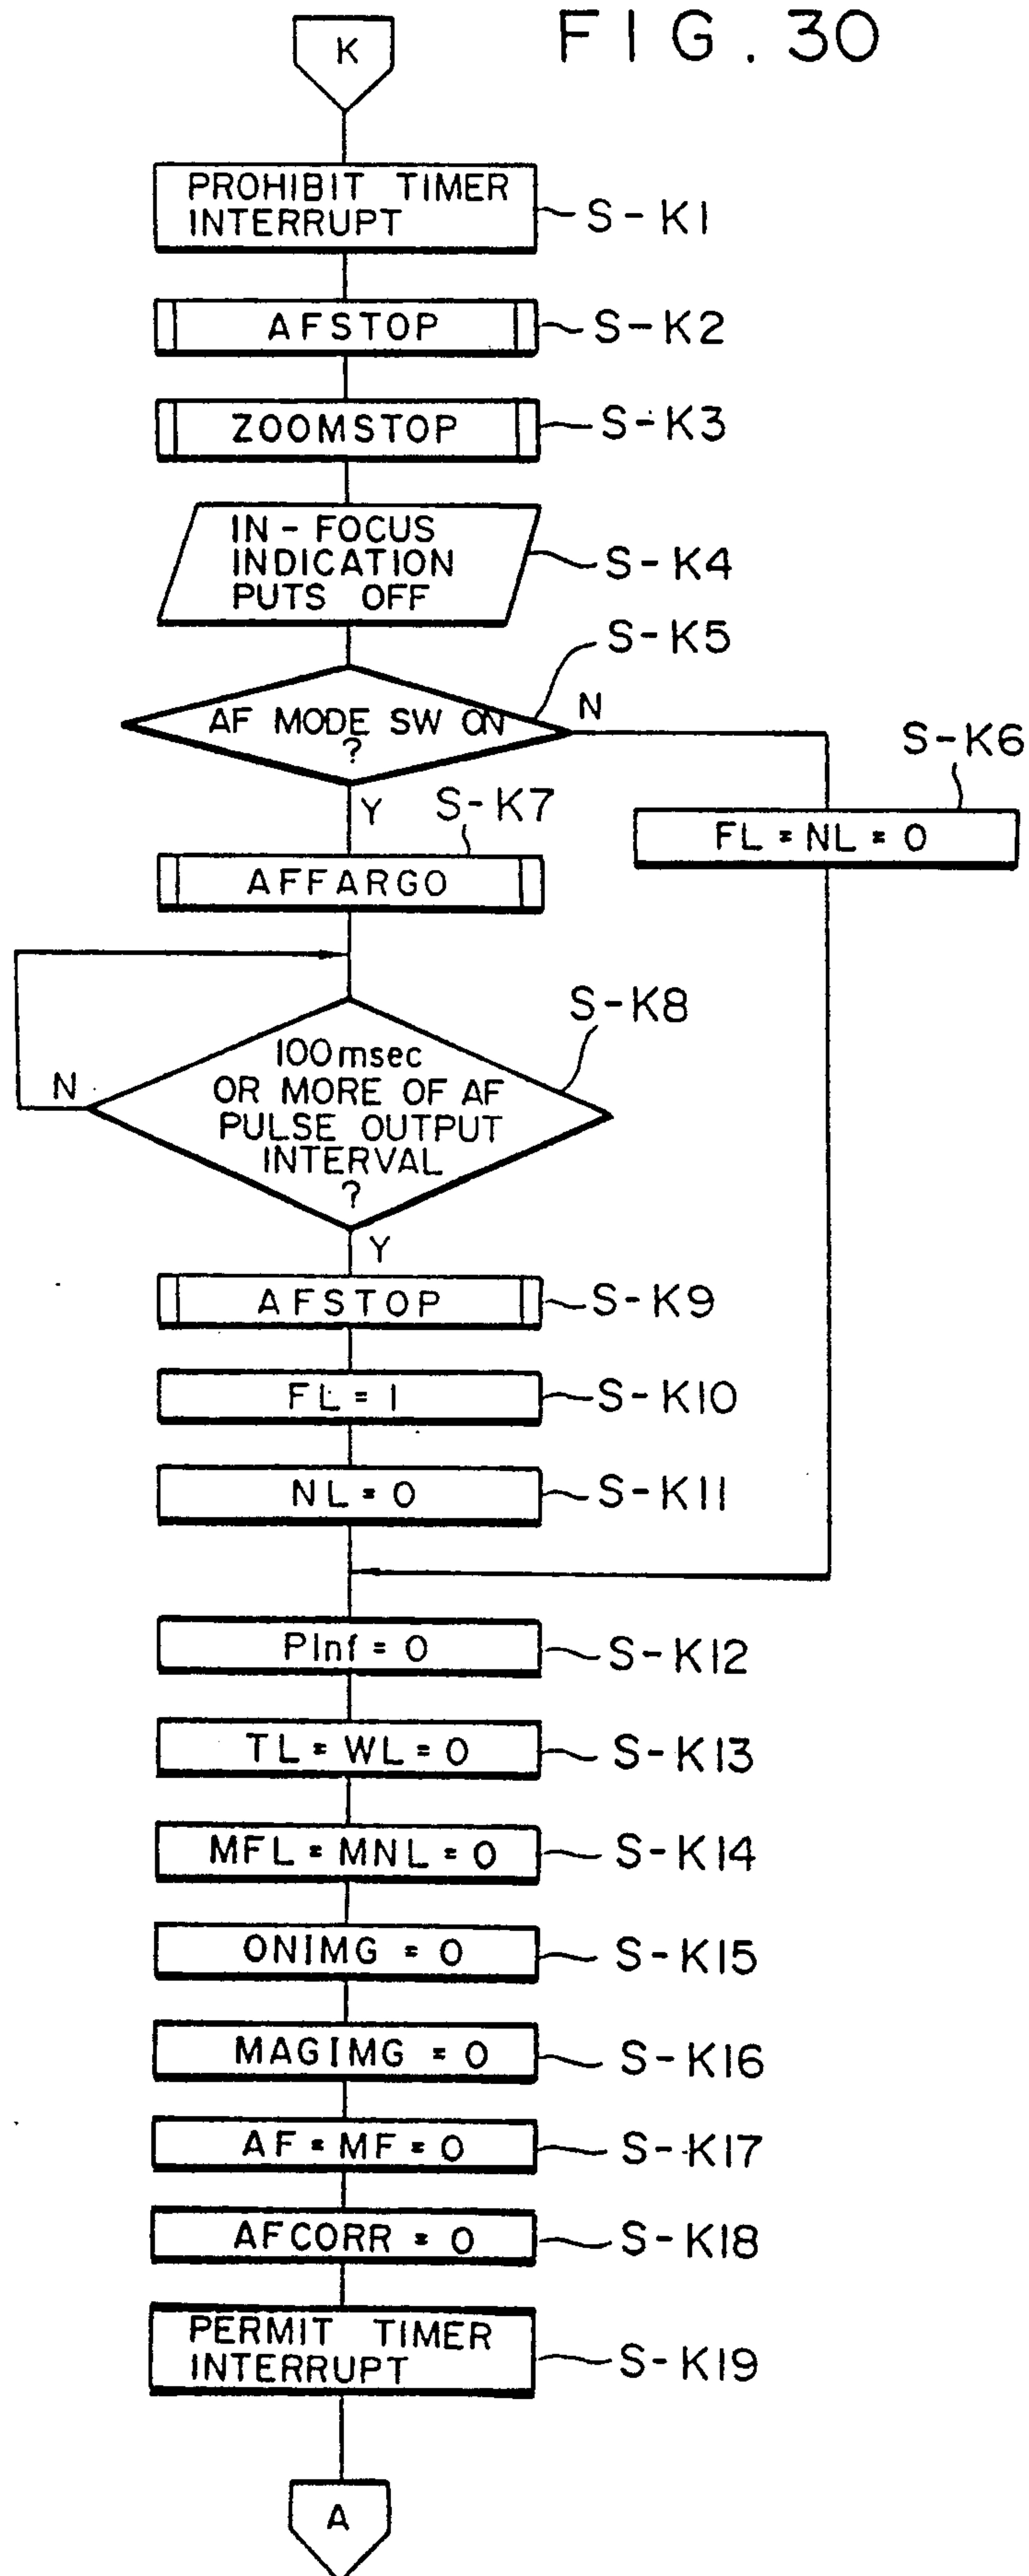 FIG. 30
K
PROHIBIT TIMER
INTERRUPT
S-K1
AFSTOP
S-K2
ZOOMSTOP
S-K3
IN-FOCUS
INDICATION
PUTS OFF
S-K4
S-K5
AF MODE SW ON
?
N
S-K6
FL = NL = 0
Y
S-K7
AFFARGO
S-K8
100msec
OR MORE OF AF
PULSE OUTPUT
INTERVAL
?
N
Y
AFSTOP
S-K9
FL = 1
S-K10
NL = 0
S-K11
PInf = 0
S-K12
TL = WL = 0
S-K13
MFL = MNL = 0
S-K14
ONIMG = 0
S-K15
MAGIMG = 0
S-K16
AF = MF = 0
S-K17
AFCORR = 0
S-K18
PERMIT TIMER
INTERRUPT
S-K19
A